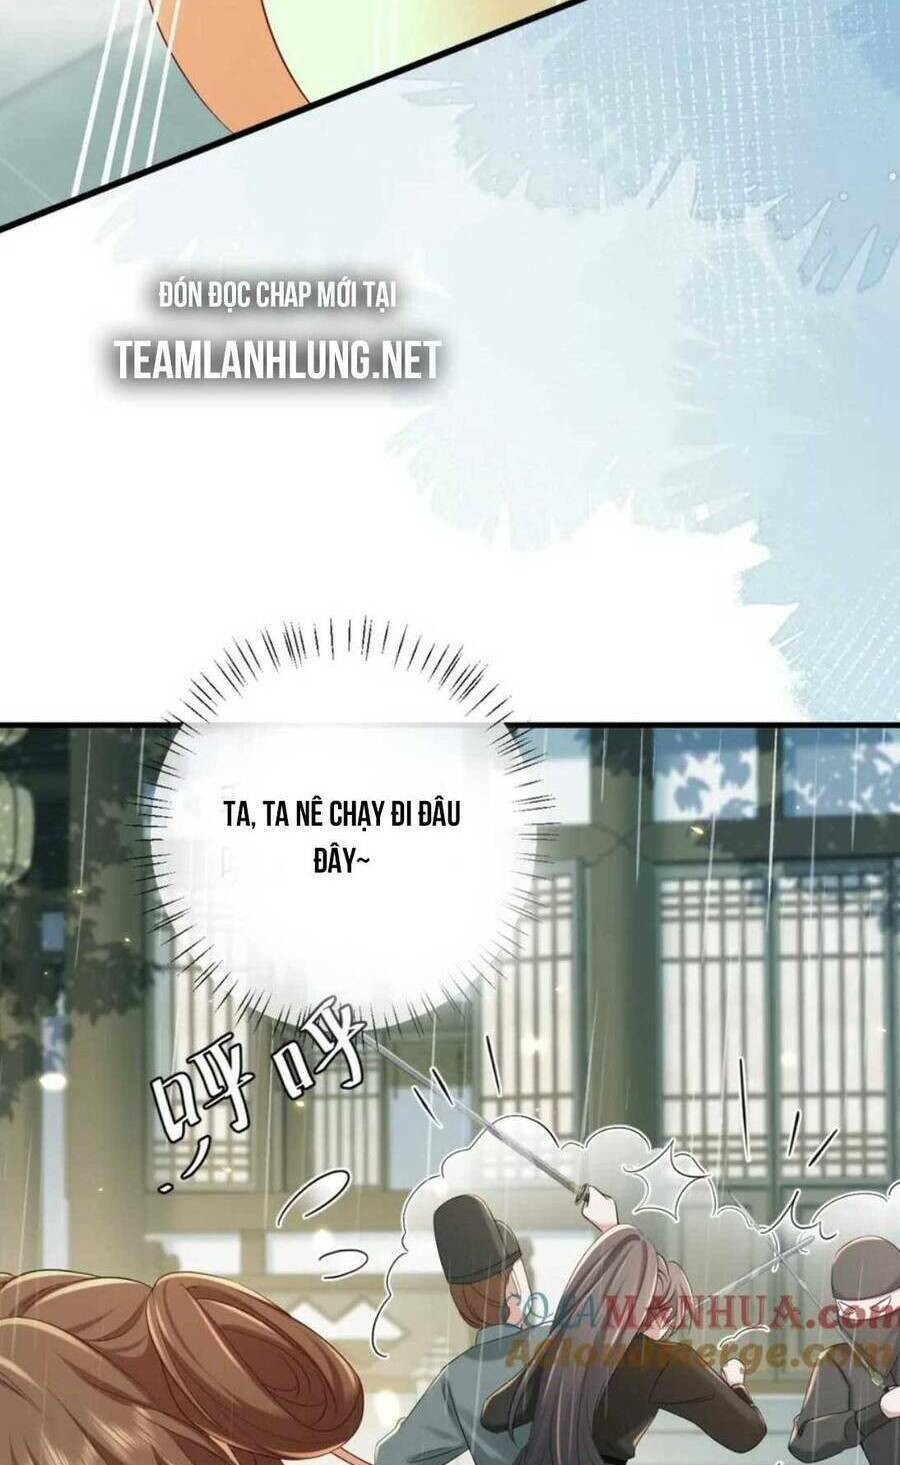 ĐÓN ĐỌC CHAP MỚI TẠI
TEAMLANHLUNG.NET
TA, TA NÊ CHẠY ĐI ĐÂU
ĐÂY~
呼呼
COLAMANHUA.com
ACloudmerge.com